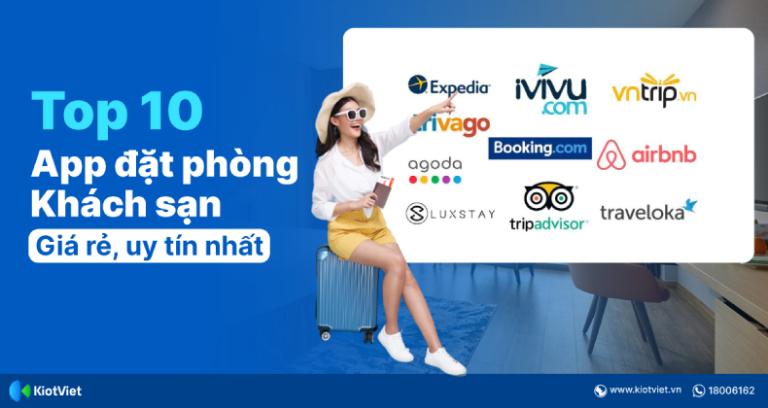 Top 10
App đặt phòng
Khách sạn
Giá rẻ, uy tín nhất
Expedia
iVIVU
.com
vntrip.vn
trivago
Booking.com
airbnb
agoda
LUXSTAY
tripadvisor
traveloka
KiotViet
www.kiotviet.vn
18006162